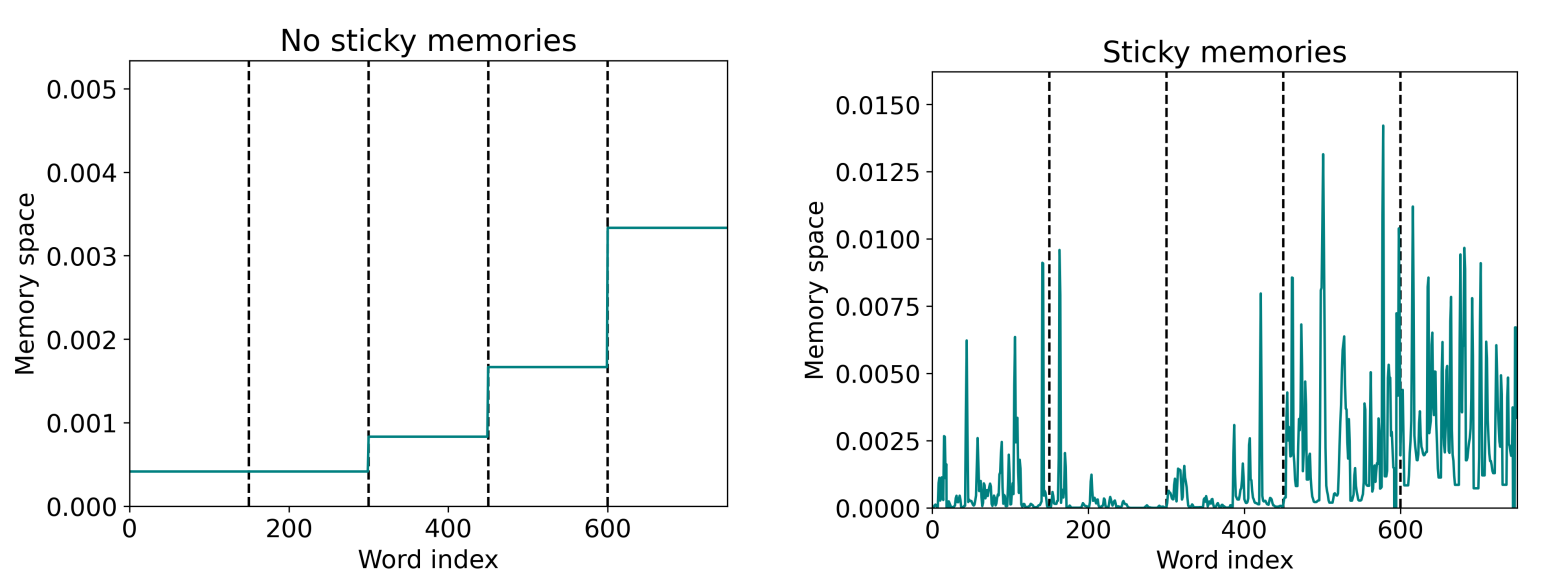 No sticky memories
0.005
0.004
0.003
0.002
0.001
0.000
Memory space
0 200 400 600
Word index
Sticky memories
0.0150
0.0125
0.0100
0.0075
0.0050
0.0025
0.0000
Memory space
0 200 400 600
Word index